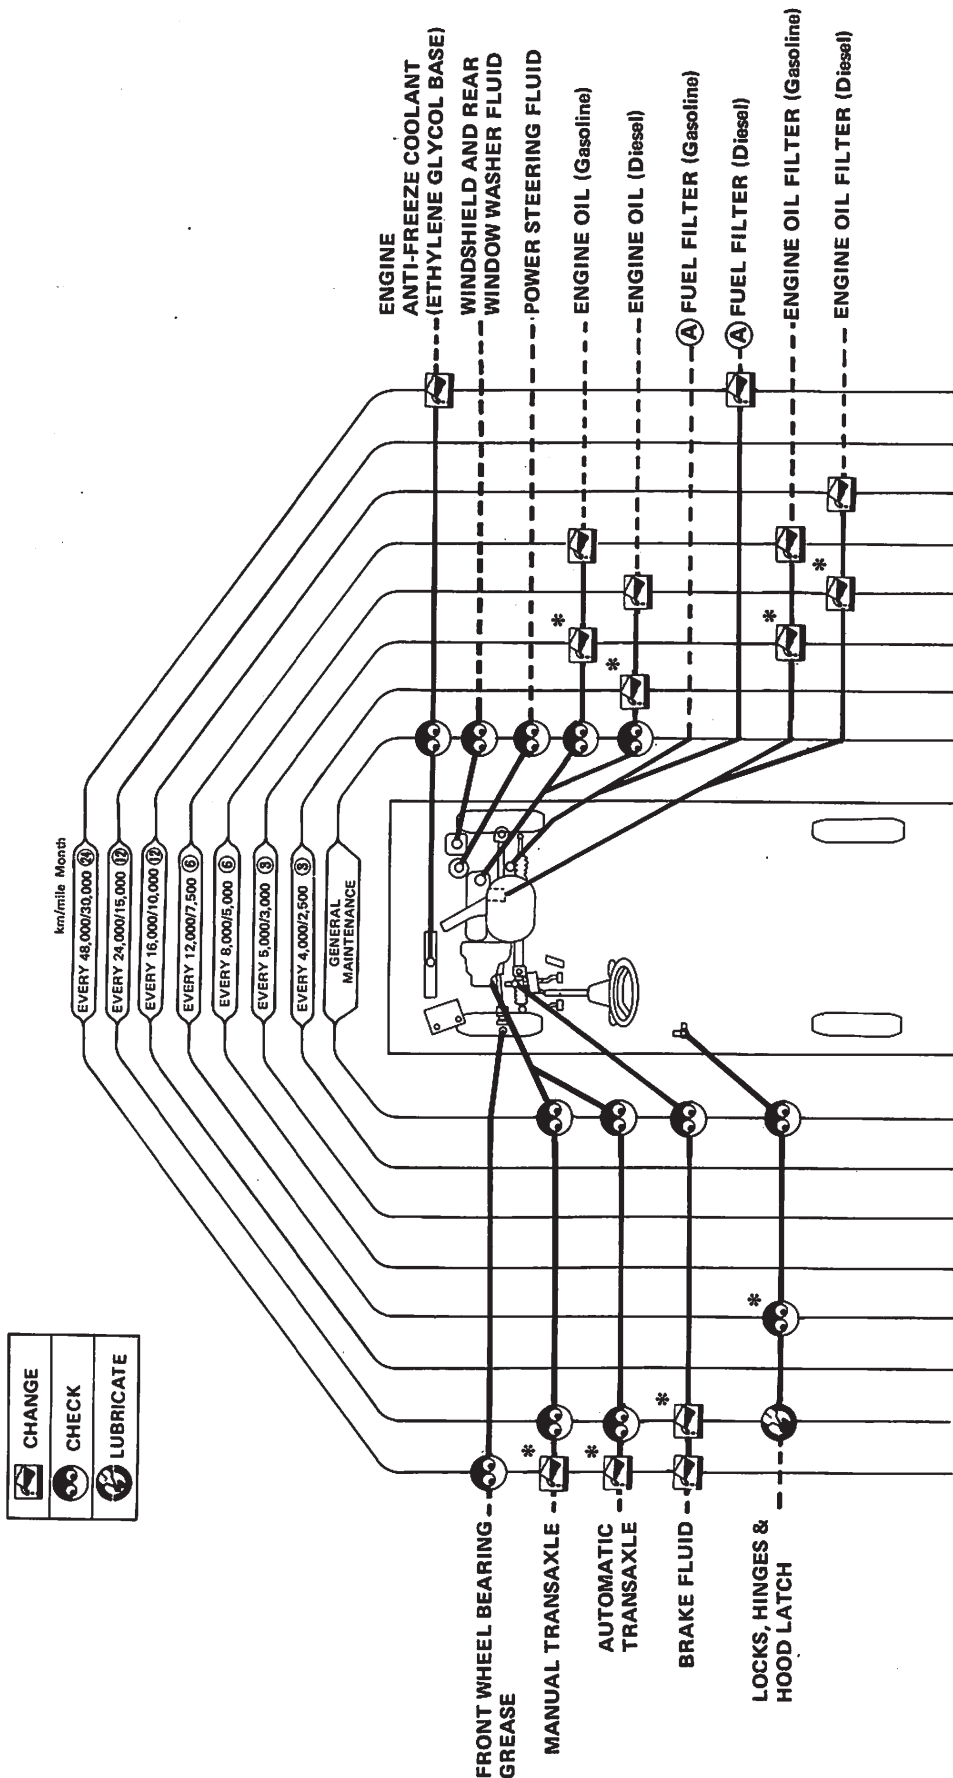 CHANGE
CHECK
LUBRICATE
km/mile Month
EVERY 48,000/30,000 24
EVERY 24,000/15,000 12
EVERY 16,000/10,000 12
EVERY 12,000/7,500 6
EVERY 8,000/5,000 6
EVERY 5,000/3,000 3
EVERY 4,000/2,500 3
GENERAL
MAINTENANCE
FRONT WHEEL BEARING
GREASE
MANUAL TRANSAXLE
*
AUTOMATIC
TRANSAXLE
*
BRAKE FLUID
*
LOCKS, HINGES &
HOOD LATCH
*
ENGINE
ANTI-FREEZE COOLANT
(ETHYLENE GLYCOL BASE)
WINDSHIELD AND REAR
WINDOW WASHER FLUID
POWER STEERING FLUID
* ENGINE OIL (Gasoline)
* ENGINE OIL (Diesel)
A FUEL FILTER (Gasoline)
A FUEL FILTER (Diesel)
* ENGINE OIL FILTER (Gasoline)
* ENGINE OIL FILTER (Diesel)